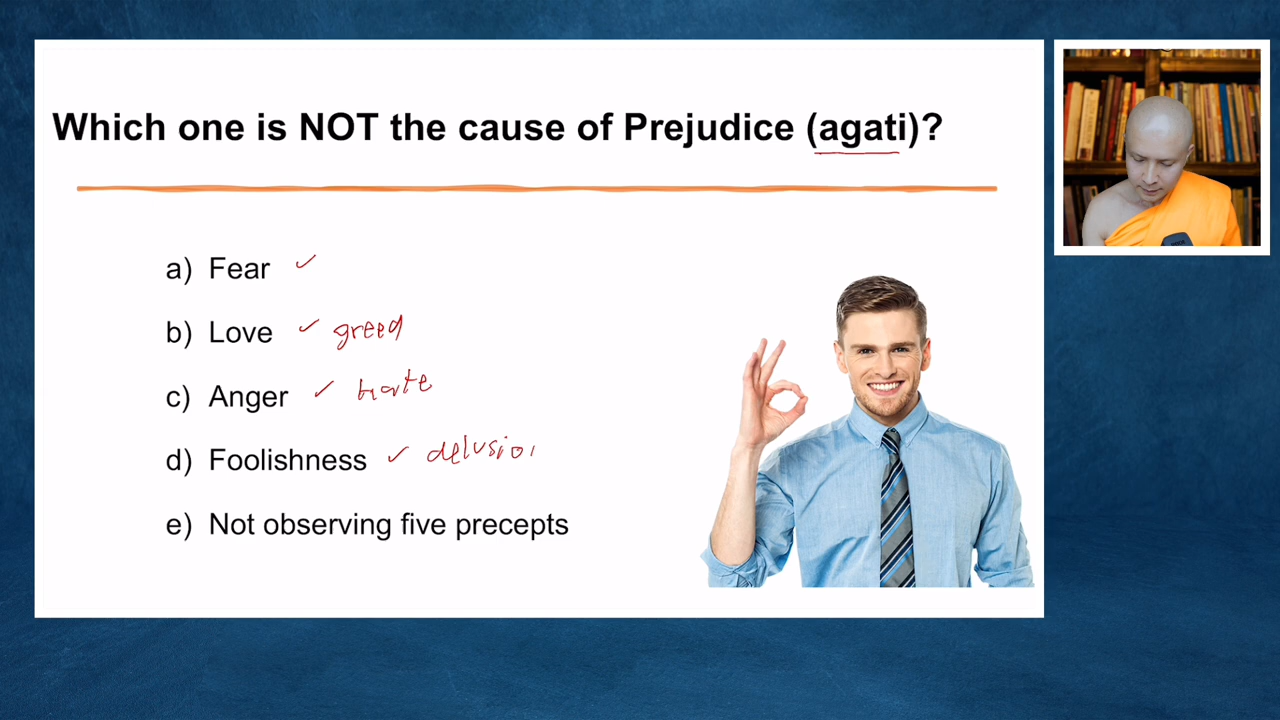 Which one is NOT the cause of Prejudice (agati)?
a) Fear ✓
b) Love ✓ greed
c) Anger ✓ hate
d) Foolishness ✓ delusion
e) Not observing five precepts